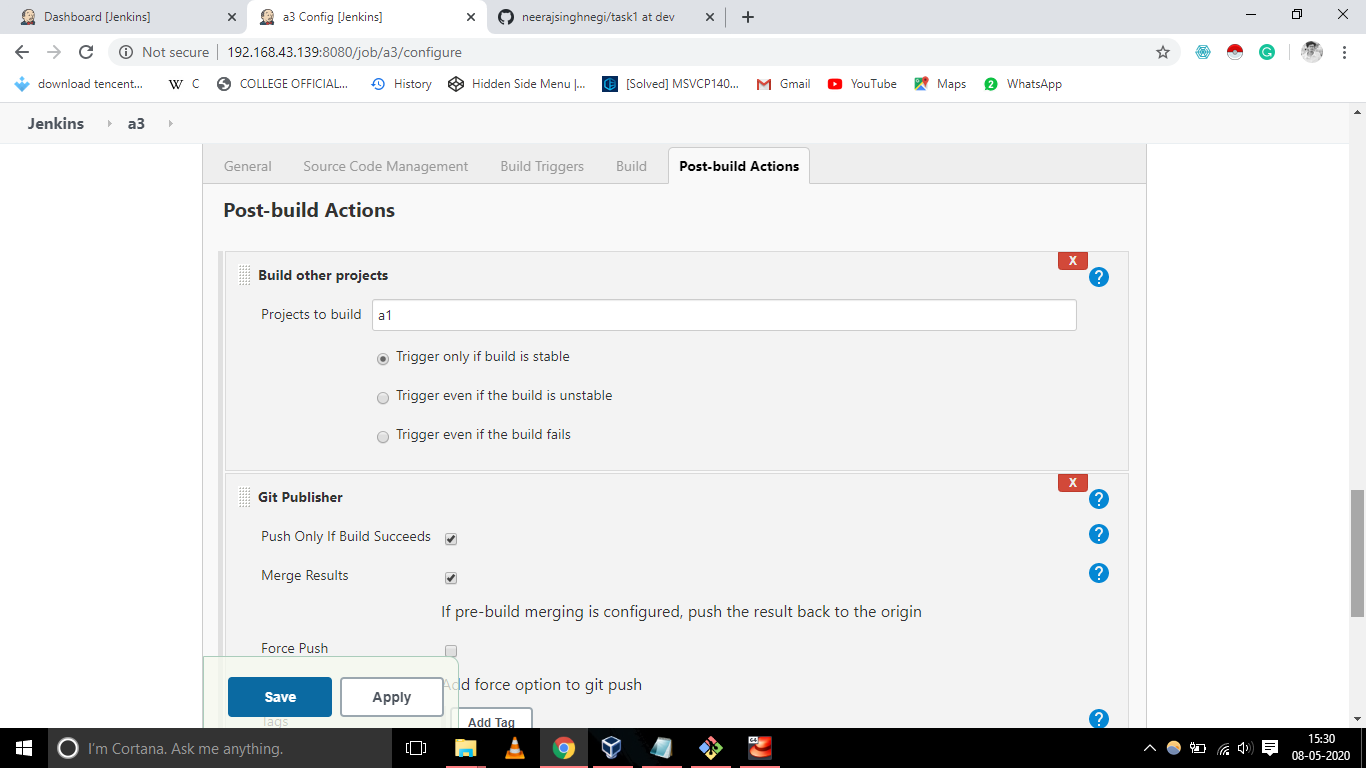 Dashboard [Jenkins]
a3 Config [Jenkins]
neerajsinghnegi/task1 at dev
Not secure
192.168.43.139:8080/job/a3/configure
download tencent...
W C
COLLEGE OFFICIAL...
History
Hidden Side Menu |...
[Solved] MSVCP140...
Gmail
YouTube
Maps
2 WhatsApp
Jenkins
a3
General
Source Code Management
Build Triggers
Build
Post-build Actions
Post-build Actions
X
Build other projects
?
Projects to build
a1
Trigger only if build is stable
Trigger even if the build is unstable
Trigger even if the build fails
X
Git Publisher
?
Push Only If Build Succeeds
?
Merge Results
?
If pre-build merging is configured, push the result back to the origin
Force Push
Add force option to git push
Save
Apply
Tags
Add Tag
?
I'm Cortana. Ask me anything.
15:30
08-05-2020